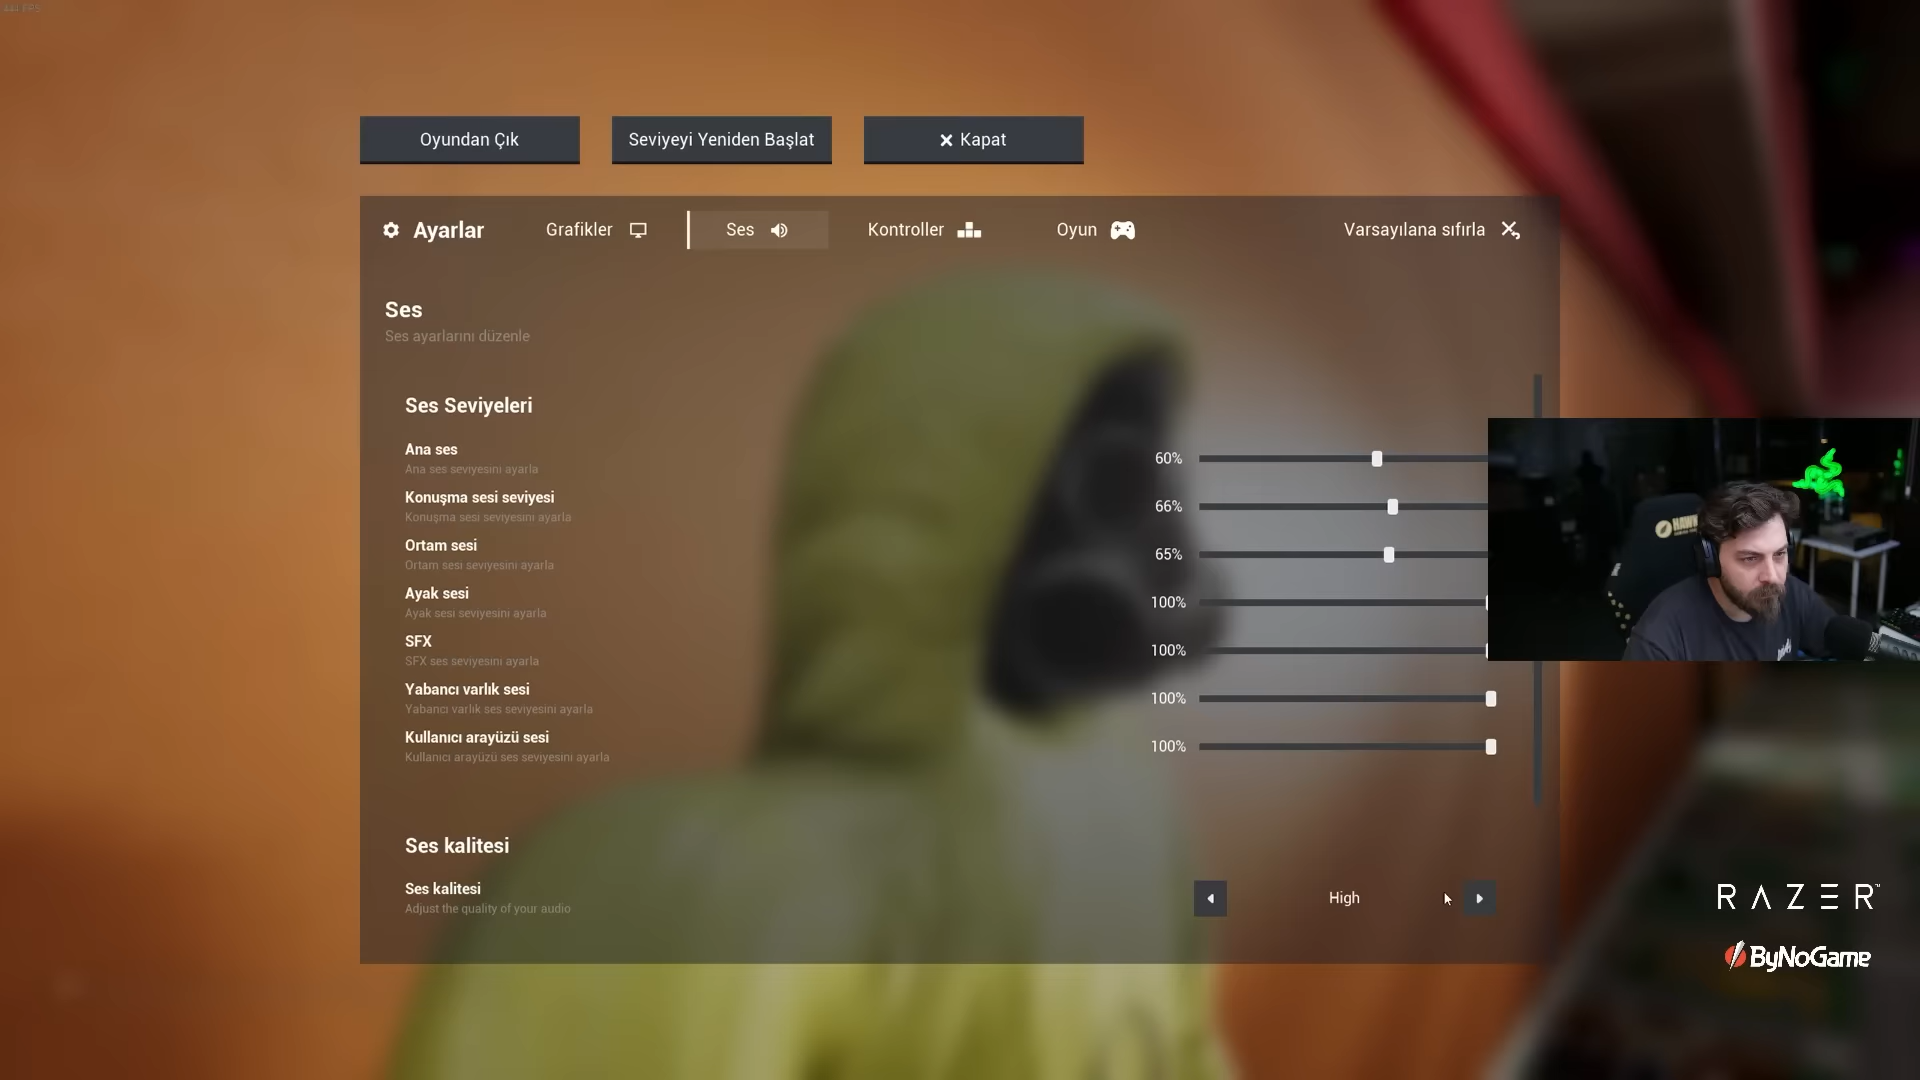 Oyundan Çık
Seviyeyi Yeniden Başlat
Kapat
Ayarlar
Grafikler
Ses
Kontroller
Oyun
Varsayılana sıfırla
Ses
Ses ayarlarını düzenle
Ses Seviyeleri
Ana ses
Ana ses seviyesini ayarla
60%
Konuşma sesi seviyesi
Konuşma sesi seviyesini ayarla
66%
Ortam sesi
Ortam sesi seviyesini ayarla
65%
Ayak sesi
Ayak sesi seviyesini ayarla
100%
SFX
SFX ses seviyesini ayarla
100%
Yabancı varlık sesi
Yabancı varlık ses seviyesini ayarla
100%
Kullanıcı arayüzü sesi
Kullanıcı arayüzü ses seviyesini ayarla
100%
Ses kalitesi
Ses kalitesi
Adjust the quality of your audio
High
RAZER
ByNoGame